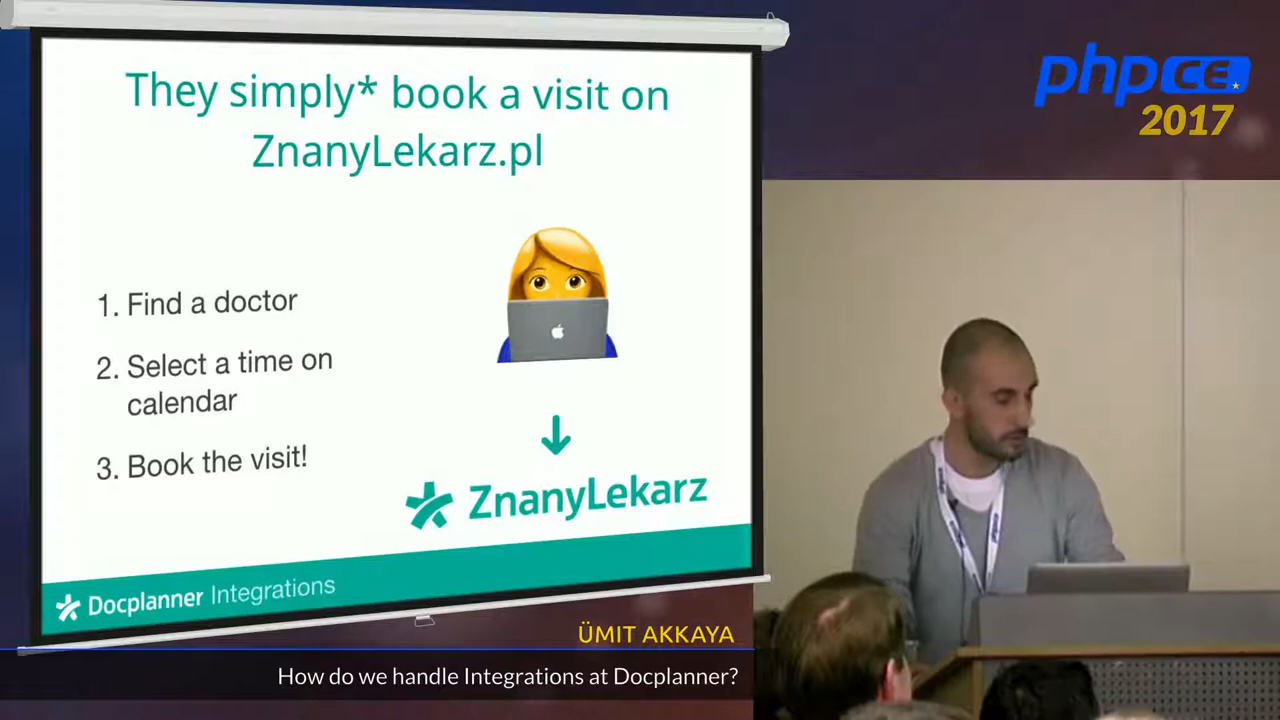 They simply* book a visit on
ZnanyLekarz.pl
1. Find a doctor
2. Select a time on
calendar
3. Book the visit!
ZnanyLekarz
Docplanner Integrations
phpCE
2017
ÜMIT AKKAYA
How do we handle Integrations at Docplanner?